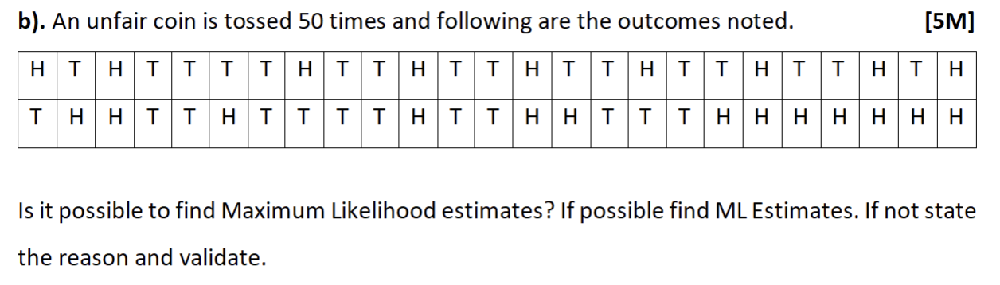 b). An unfair coin is tossed 50 times and following are the outcomes noted. [5M]
H T H T T T T H T T H T T H T T H T T H T T H T H
T H H T T H T T T T H T T H H T T T H H H H H H H
Is it possible to find Maximum Likelihood estimates? If possible find ML Estimates. If not state
the reason and validate.